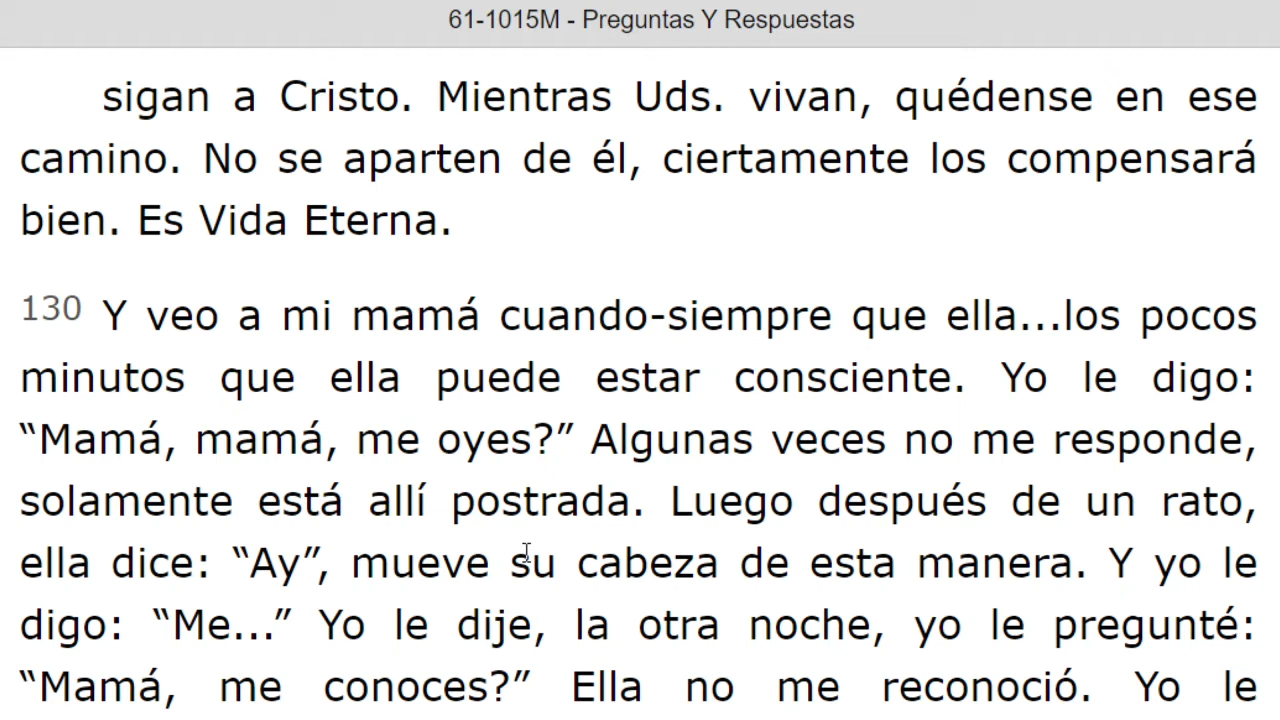 61-1015M - Preguntas Y Respuestas
sigan a Cristo. Mientras Uds. vivan, quédense en ese
camino. No se aparten de él, ciertamente los compensará
bien. Es Vida Eterna.
130 Y veo a mi mamá cuando-siempre que ella...los pocos
minutos que ella puede estar consciente. Yo le digo:
“Mamá, mamá, me oyes?” Algunas veces no me responde,
solamente está allí postrada. Luego después de un rato,
ella dice: “Ay”, mueve su cabeza de esta manera. Y yo le
digo: “Me...” Yo le dije, la otra noche, yo le pregunté:
“Mamá, me conoces?” Ella no me reconoció. Yo le